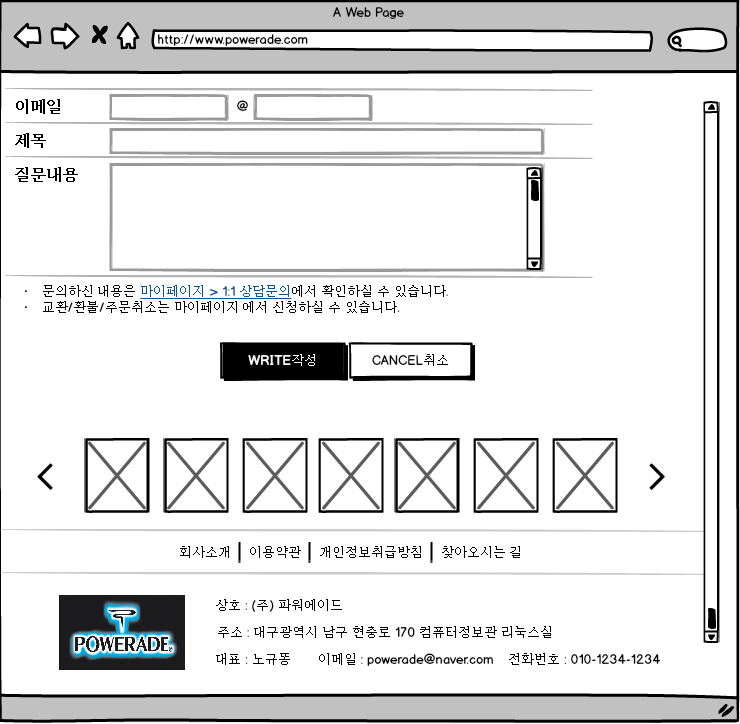 A Web Page
http://www.powerade.com
이메일 @
제목
질문내용
· 문의하신 내용은 마이페이지 > 1:1 상담문의에서 확인하실 수 있습니다.
· 교환/환불/주문취소는 마이페이지 에서 신청하실 수 있습니다.
WRITE작성 CANCEL취소
회사소개 | 이용약관 | 개인정보취급방침 | 찾아오시는 길
POWERADE
상호 : (주) 파워에이드
주소 : 대구광역시 남구 현충로 170 컴퓨터정보관 리눅스실
대표 : 노규똥 이메일 : powerade@naver.com 전화번호 : 010-1234-1234